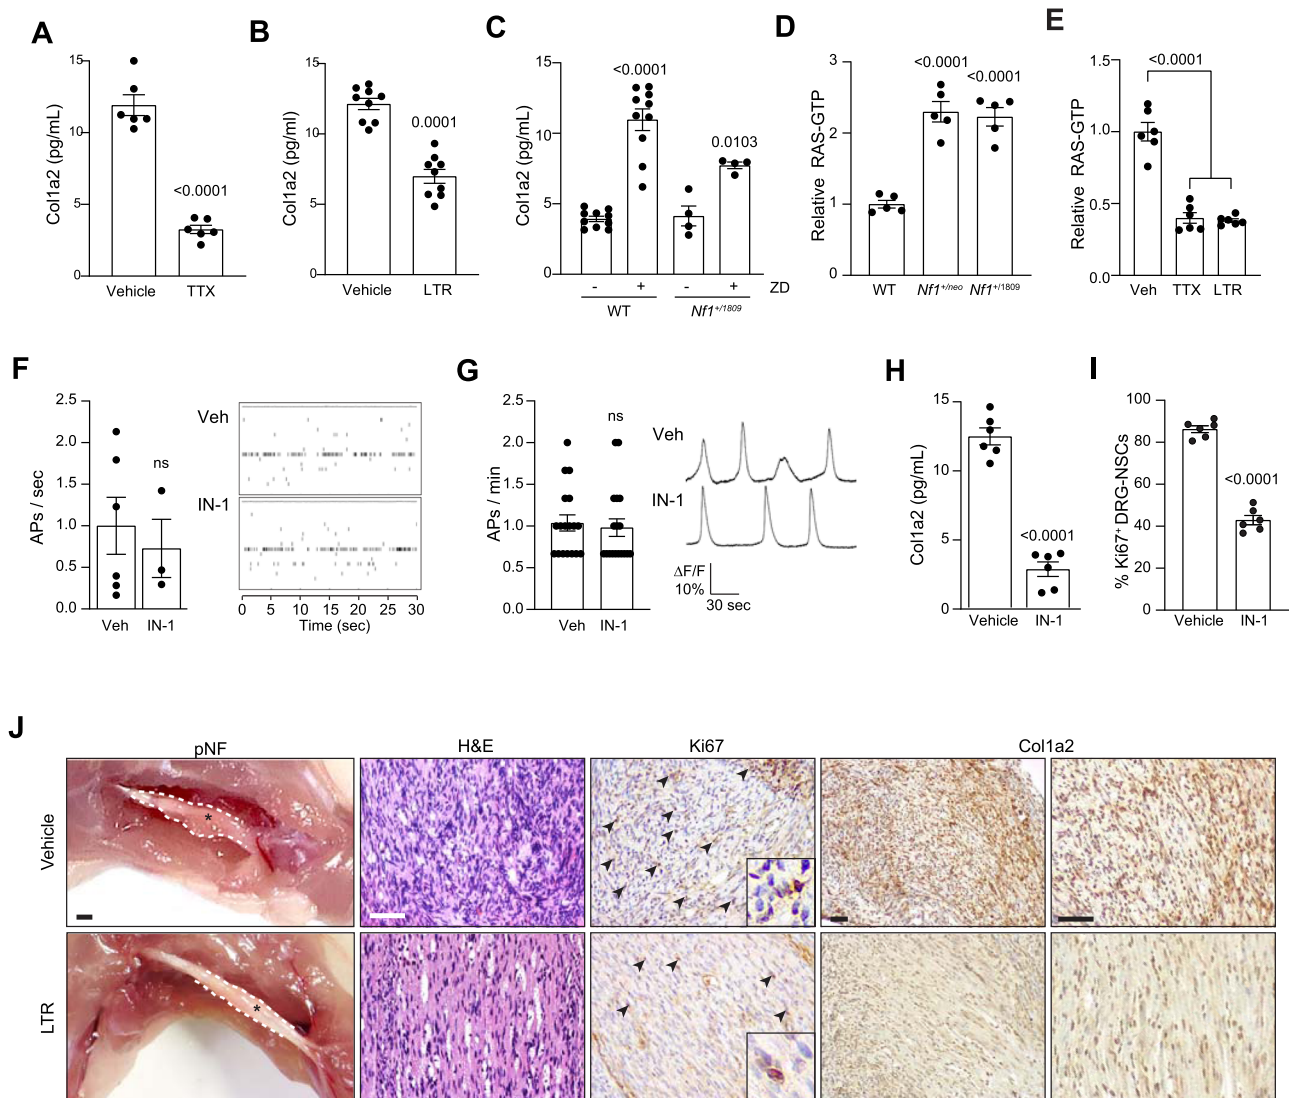 A
Col1a2 (pg/mL)
15
10
5
0
<0.0001
Vehicle
TTX
B
Col1a2 (pg/ml)
15
10
5
0
0.0001
Vehicle
LTR
C
Col1a2 (pg/mL)
15
10
5
0
<0.0001
0.0103
- + - + ZD
WT
Nf1+/1809
D
Relative RAS-GTP
3
2
1
0
<0.0001
<0.0001
WT
Nf1+/neo
Nf1+/1809
E
Relative RAS-GTP
1.5
1.0
0.5
0.0
<0.0001
Veh
TTX
LTR
F
APs / sec
2.5
2.0
1.5
1.0
0.5
0.0
ns
Veh
IN-1
Veh
IN-1
0 5 10 15 20 25 30
Time (sec)
G
APs / min
2.5
2.0
1.5
1.0
0.5
0.0
ns
Veh
IN-1
Veh
IN-1
ΔF/F
10%
30 sec
H
Col1a2 (pg/mL)
15
10
5
0
<0.0001
Vehicle
IN-1
I
% Ki67+ DRG-NSCs
100
80
60
40
20
0
<0.0001
Vehicle
IN-1
J
pNF
H&E
Ki67
Col1a2
Vehicle
*
LTR
*